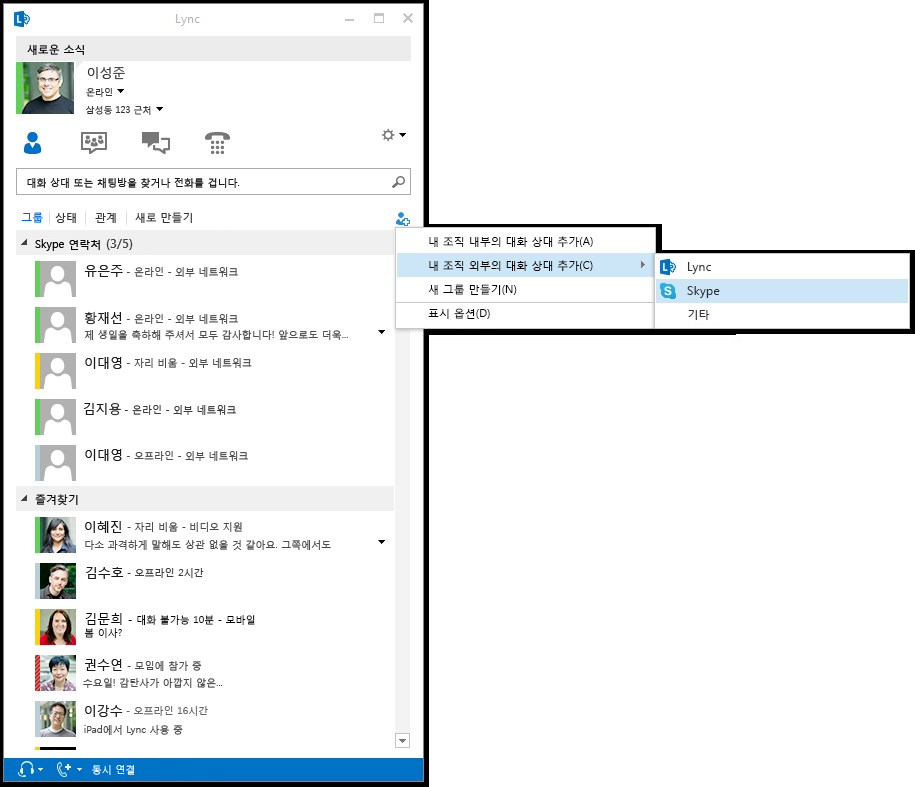 Lync
새로운 소식
이성준
온라인
삼성동 123 근처
대화 상대 또는 채팅방을 찾거나 전화를 겁니다.
그룹 상태 관계 새로 만들기
Skype 연락처 (3/5)
유은주 - 온라인 - 외부 네트워크
황재선 - 온라인 - 외부 네트워크
제 생일을 축하해 주셔서 모두 감사합니다! 앞으로도 더욱...
이대영 - 자리 비움 - 외부 네트워크
김지용 - 온라인 - 외부 네트워크
이대영 - 오프라인 - 외부 네트워크
즐겨찾기
이혜진 - 자리 비움 - 비디오 지원
다소 과격하게 말해도 상관 없을 것 같아요. 그쪽에서도
김수호 - 오프라인 2시간
김문희 - 대화 불가능 10분 - 모바일
봄 이사?
권수연 - 모임에 참가 중
수요일! 감탄사가 아깝지 않은...
이강수 - 오프라인 16시간
iPad에서 Lync 사용 중
통시 연결
내 조직 내부의 대화 상대 추가(A)
내 조직 외부의 대화 상대 추가(C)
새 그룹 만들기(N)
표시 옵션(D)
Lync
Skype
기타